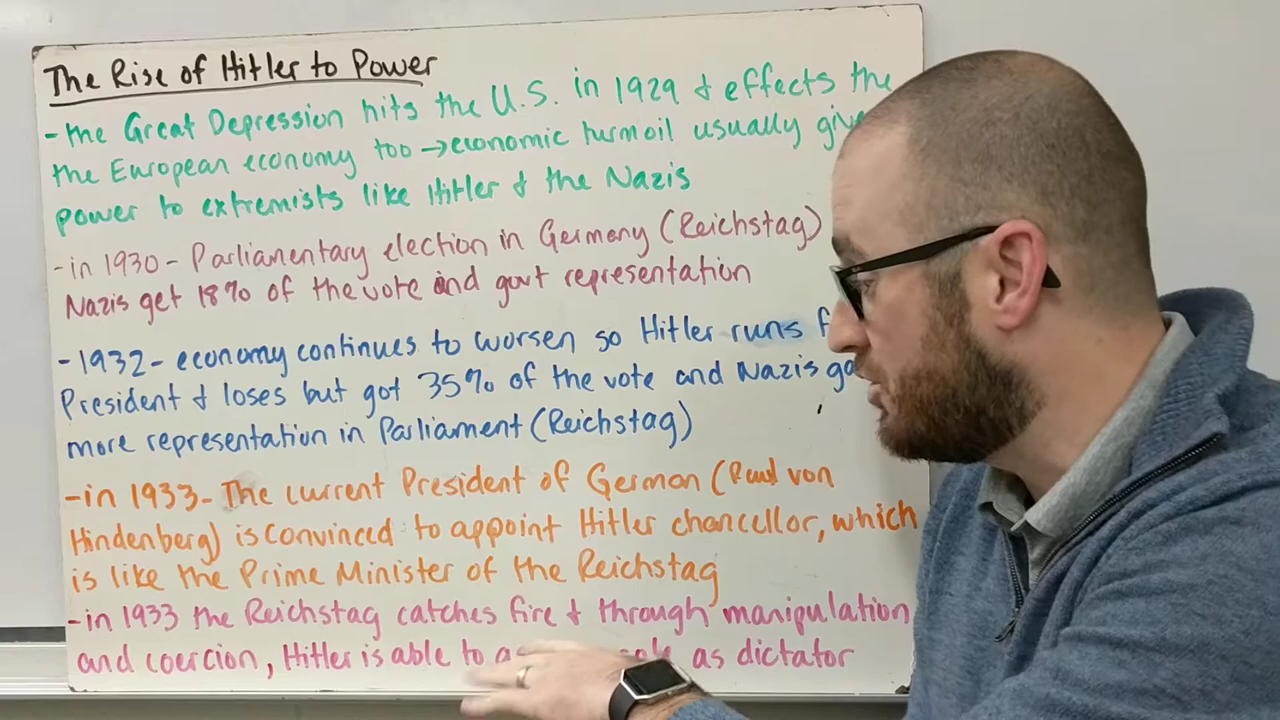 The Rise of Hitler to Power
-the Great Depression hits the U.S. in 1929 & effects the
the European economy too →economic turmoil usually
power to extremists like Hitler & the Nazis
-in 1930- Parliamentary election in Germany (Reichstag)
Nazis get 18% of the vote and govt representation
-1932- economy continues to worsen so Hitler runs
President & loses but got 35% of the vote and Nazis
more representation in Parliament (Reichstag)
-in 1933- The current President of German (Paul von
Hindenberg) is convinced to appoint Hitler chancellor, which
is like the Prime Minister of the Reichstag
-in 1933 the Reichstag catches fire & through manipulation
and coercion, Hitler is able to as dictator